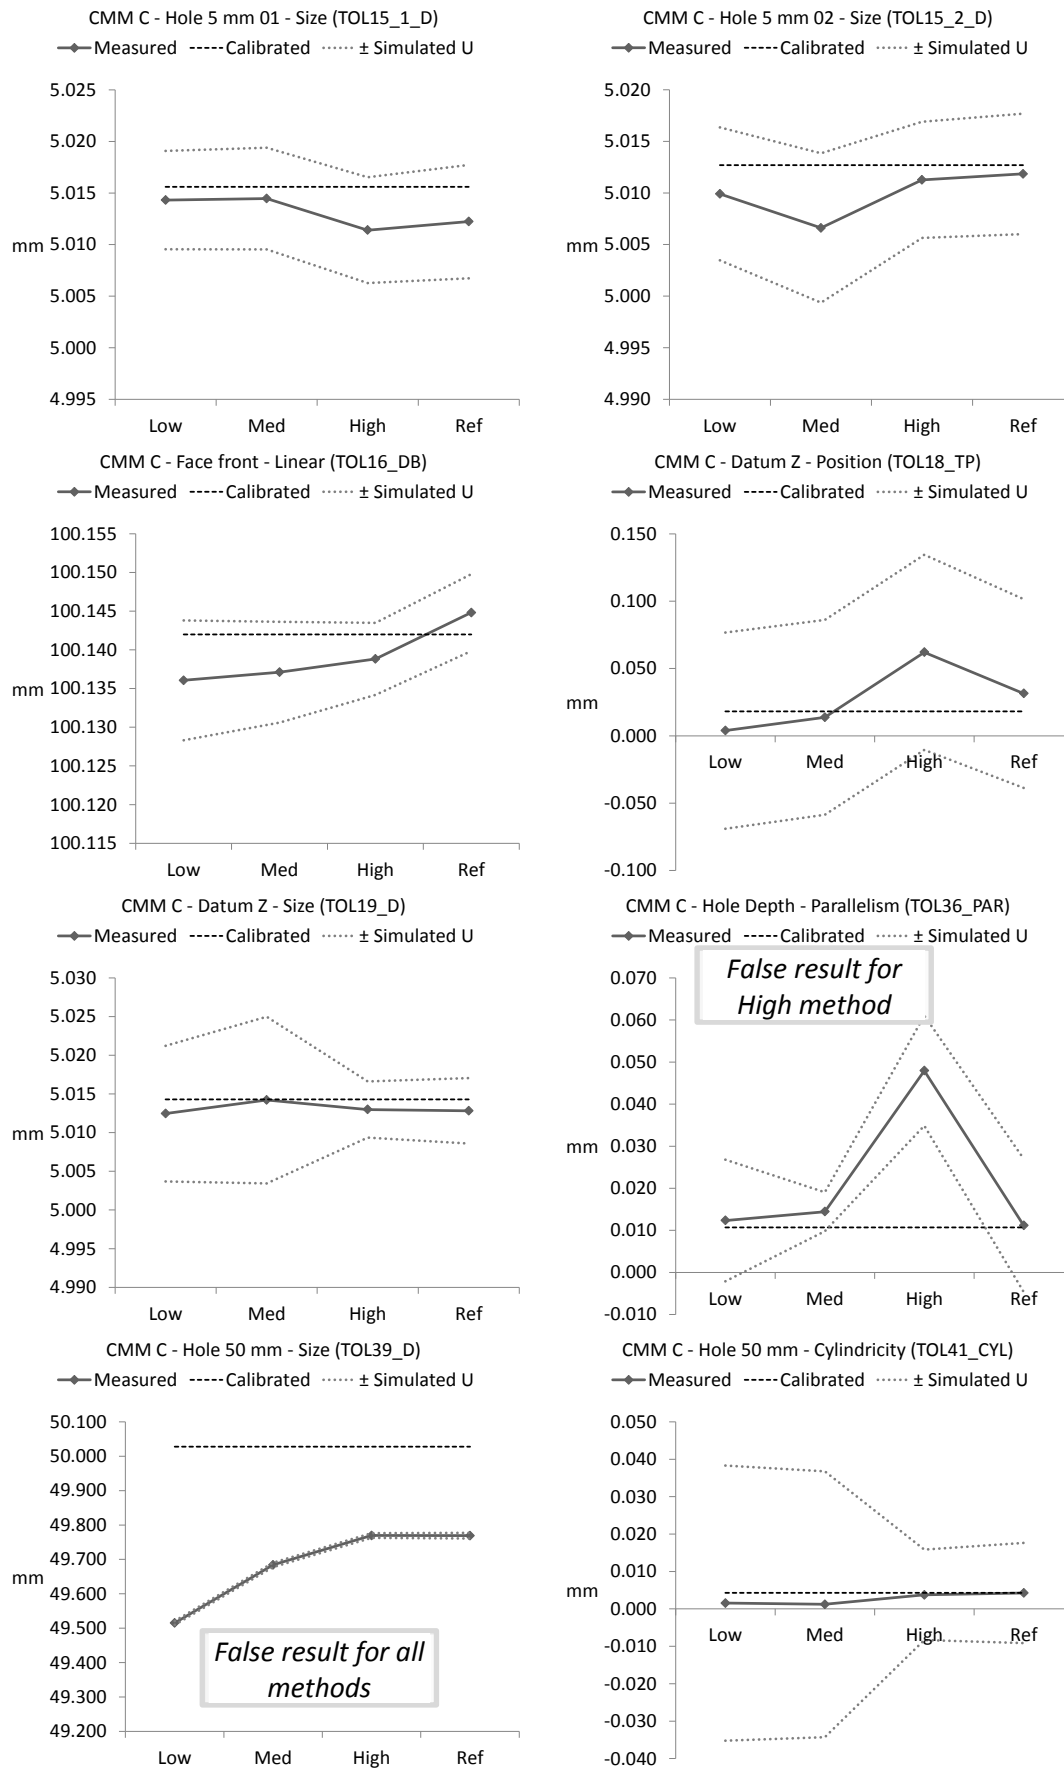 CMM C - Hole 5 mm 01 - Size (TOL15_1_D)
Measured Calibrated ± Simulated U
5.025
5.020
5.015
5.010
5.005
5.000
4.995
mm
Low Med High Ref
CMM C - Hole 5 mm 02 - Size (TOL15_2_D)
Measured Calibrated ± Simulated U
5.020
5.015
5.010
5.005
5.000
4.995
4.990
mm
Low Med High Ref
CMM C - Face front - Linear (TOL16_DB)
Measured Calibrated ± Simulated U
100.155
100.150
100.145
100.140
100.135
100.130
100.125
100.120
100.115
mm
Low Med High Ref
CMM C - Datum Z - Position (TOL18_TP)
Measured Calibrated ± Simulated U
0.150
0.100
0.050
0.000
-0.050
-0.100
mm
Low Med High Ref
CMM C - Datum Z - Size (TOL19_D)
Measured Calibrated ± Simulated U
5.030
5.025
5.020
5.015
5.010
5.005
5.000
4.995
4.990
mm
Low Med High Ref
CMM C - Hole Depth - Parallelism (TOL36_PAR)
Measured Calibrated ± Simulated U
False result for
High method
0.070
0.060
0.050
0.040
0.030
0.020
0.010
0.000
-0.010
mm
Low Med High Ref
CMM C - Hole 50 mm - Size (TOL39_D)
Measured Calibrated ± Simulated U
50.100
50.000
49.900
49.800
49.700
49.600
49.500
49.400
49.300
49.200
mm
False result for all
methods
Low Med High Ref
CMM C - Hole 50 mm - Cylindricity (TOL41_CYL)
Measured Calibrated ± Simulated U
0.050
0.040
0.030
0.020
0.010
0.000
-0.010
-0.020
-0.030
-0.040
mm
Low Med High Ref